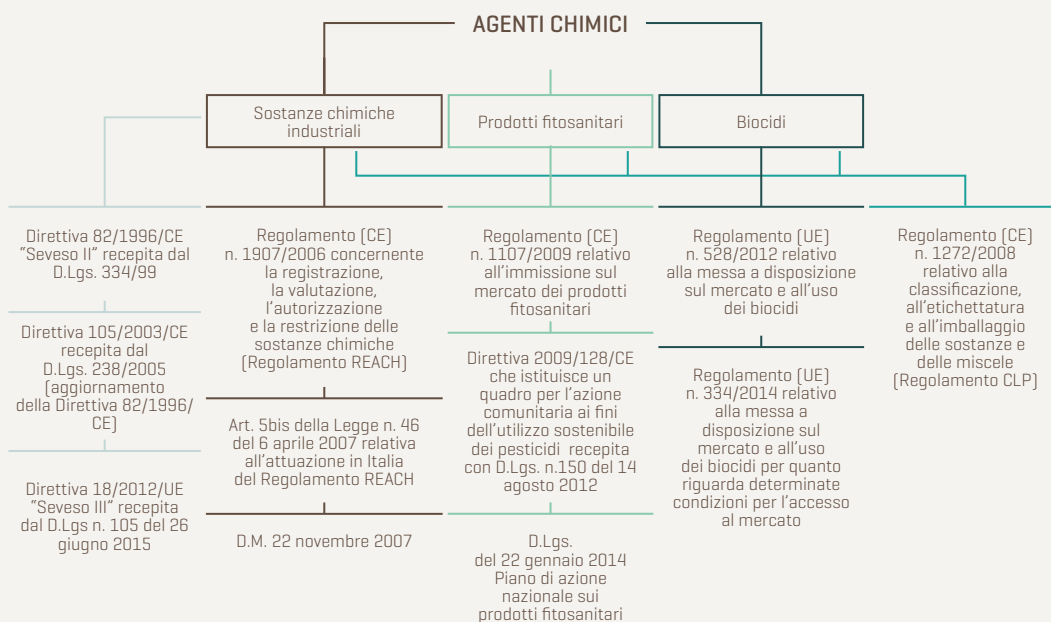 AGENTI CHIMICI
Sostanze chimiche
industriali
Prodotti fitosanitari
Biocidi
Direttiva 82/1996/CE
“Seveso II” recepita dal
D.Lgs. 334/99
Direttiva 105/2003/CE
recepita dal
D.Lgs. 238/2005
(aggiornamento
della Direttiva 82/1996/
CE)
Direttiva 18/2012/UE
“Seveso III” recepita
dal D.Lgs n. 105 del 26
giugno 2015
Regolamento (CE)
n. 1907/2006 concernente
la registrazione,
la valutazione,
l'autorizzazione
e la restrizione delle
sostanze chimiche
(Regolamento REACH)
Art. 5bis della Legge n. 46
del 6 aprile 2007 relativa
all'attuazione in Italia
del Regolamento REACH
D.M. 22 novembre 2007
Regolamento (CE)
n. 1107/2009 relativo
all'immissione sul
mercato dei prodotti
fitosanitari
Direttiva 2009/128/CE
che istituisce un
quadro per l'azione
comunitaria ai fini
dell'utilizzo sostenibile
dei pesticidi recepita
con D.Lgs. n.150 del 14
agosto 2012
D.Lgs.
del 22 gennaio 2014
Piano di azione
nazionale sui
prodotti fitosanitari
Regolamento (UE)
n. 528/2012 relativo
alla messa a disposizione
sul mercato e all'uso
dei biocidi
Regolamento (UE)
n. 334/2014 relativo
alla messa a
disposizione sul
mercato e all'uso
dei biocidi per quanto
riguarda determinate
condizioni per l'accesso
al mercato
Regolamento (CE)
n. 1272/2008
relativo alla
classificazione,
all'etichettatura
e all'imballaggio
delle sostanze e
delle miscele
(Regolamento CLP)